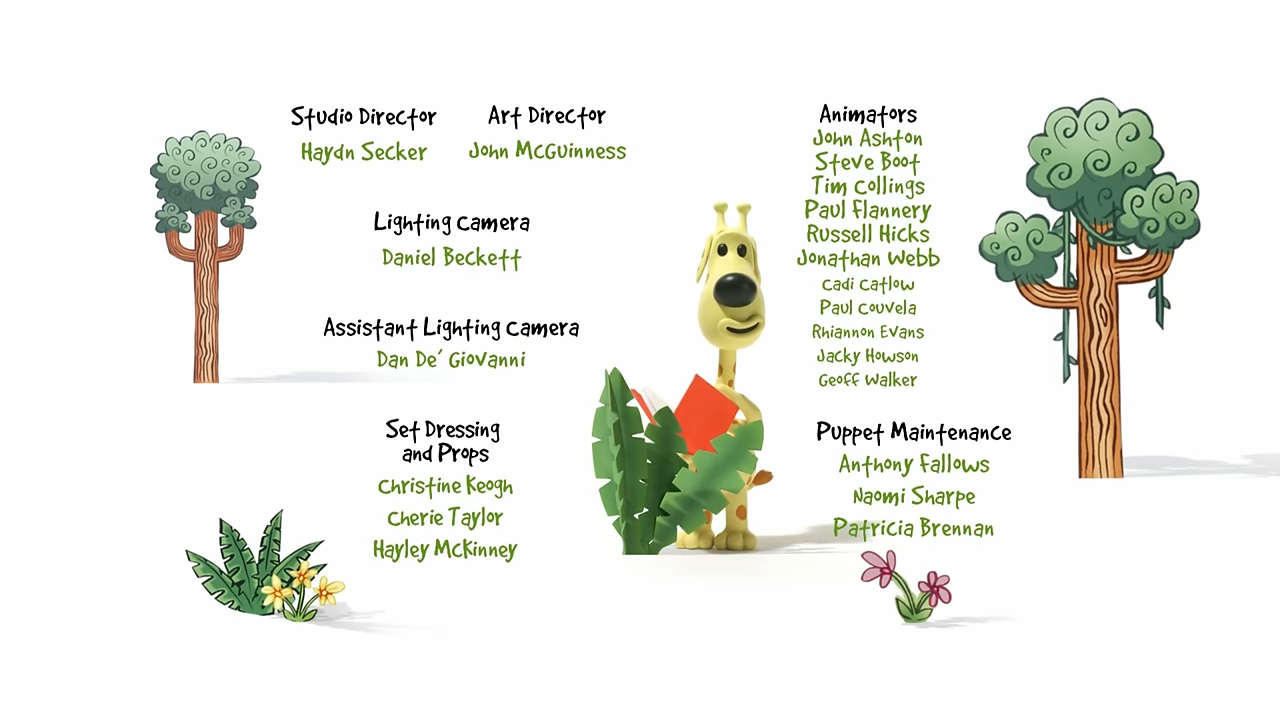 Studio Director
Haydn Secker
Art Director
John McGuinness
Lighting Camera
Daniel Beckett
Assistant Lighting Camera
Dan De' Giovanni
Set Dressing
and Props
Christine Keogh
Cherie Taylor
Hayley McKinney
Animators
John Ashton
Steve Boot
Tim Collings
Paul Flannery
Russell Hicks
Jonathan Webb
Cadi Catlow
Paul Couvela
Rhiannon Evans
Jacky Howson
Geoff Walker
Puppet Maintenance
Anthony Fallows
Naomi Sharpe
Patricia Brennan